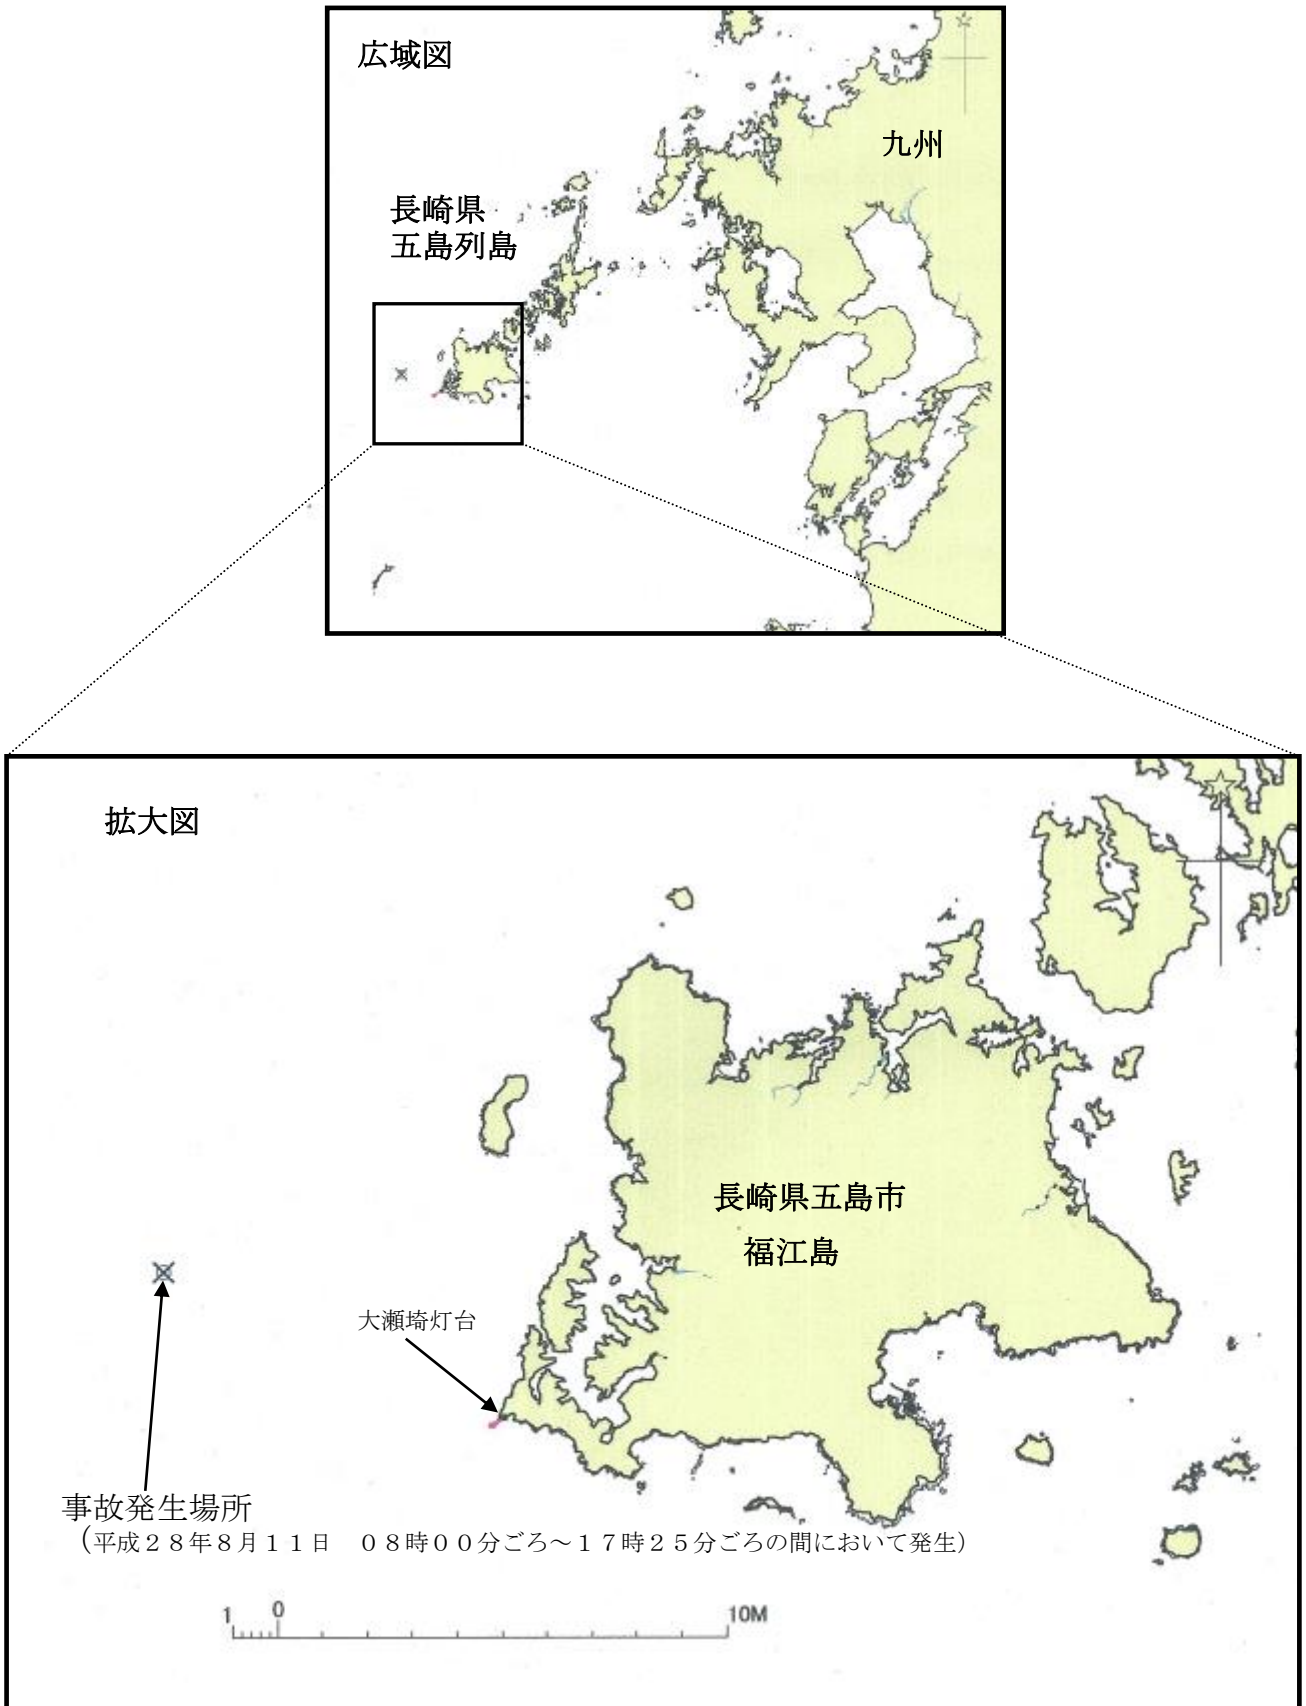 広域図
九州
長崎県
五島列島
拡大図
長崎県五島市
福江島
大瀬埼灯台
事故発生場所
（平成２８年８月１１日　０８時００分ごろ～１７時２５分ごろの間において発生）
1 0 10M